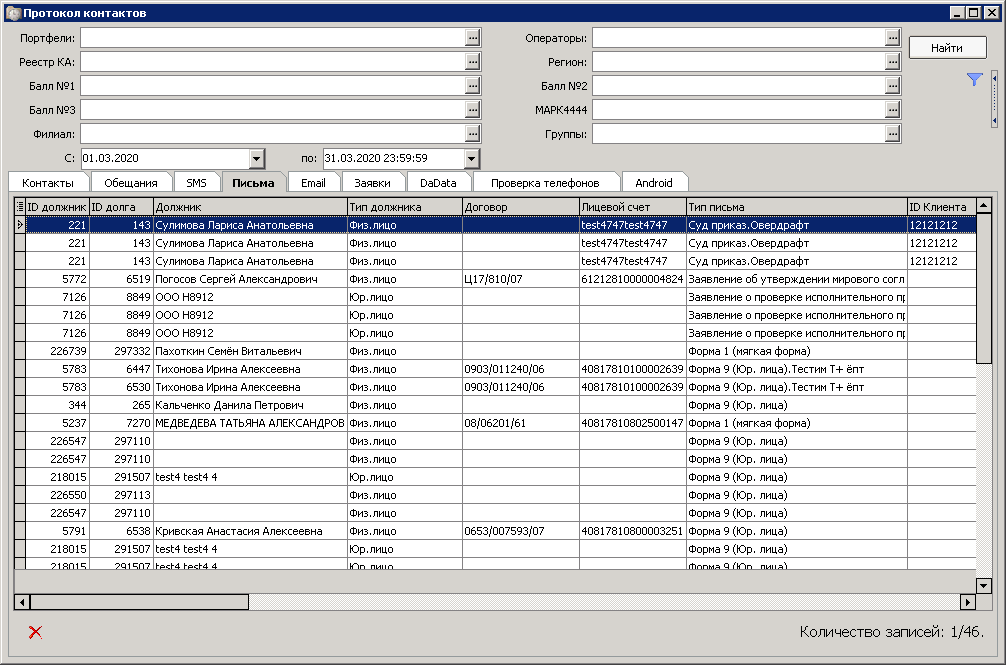 Протокол контактов
Портфели: ... Операторы: ... Найти
Реестр КА: ... Регион: ...
Балл №1 ... Балл №2 ...
Балл №3 ... МАРК4444 ...
Филиал: ... Группы: ...
С: 01.03.2020 по: 31.03.2020 23:59:59
Контакты Обещания SMS Письма Email Заявки DaData Проверка телефонов Android
ID должник ID долга Должник Тип должника Договор Лицевой счет Тип письма ID Клиента
221 143 Сулимова Лариса Анатольевна Физ.лицо test4747test4747 Суд приказ.Овердрафт 12121212
221 143 Сулимова Лариса Анатольевна Физ.лицо test4747test4747 Суд приказ.Овердрафт 12121212
221 143 Сулимова Лариса Анатольевна Физ.лицо test4747test4747 Суд приказ.Овердрафт 12121212
5772 6519 Погосов Сергей Александрович Физ.лицо Ц17/810/07 61212810000004824 Заявление об утверждении мирового согл
7126 8849 ООО Н8912 Юр.лицо Заявление о проверке исполнительного пр
7126 8849 ООО Н8912 Юр.лицо Заявление о проверке исполнительного пр
7126 8849 ООО Н8912 Юр.лицо Заявление о проверке исполнительного пр
226739 297332 Пахоткин Семён Витальевич Физ.лицо Форма 1 (мягкая форма)
5783 6447 Тихонова Ирина Алексеевна Физ.лицо 0903/011240/06 40817810100002639 Форма 9 (Юр. лица).Тестим Т+ ёпт
5783 6530 Тихонова Ирина Алексеевна Физ.лицо 0903/011240/06 40817810100002639 Форма 9 (Юр. лица).Тестим Т+ ёпт
344 265 Кальченко Данила Петрович Физ.лицо Форма 9 (Юр. лица)
5237 7270 МЕДВЕДЕВА ТАТЬЯНА АЛЕКСАНДРОВ Физ.лицо 08/06201/61 40817810802500147 Форма 1 (мягкая форма)
226547 297110 Физ.лицо Форма 9 (Юр. лица)
226547 297110 Физ.лицо Форма 9 (Юр. лица)
218015 291507 test4 test4 4 Юр.лицо Форма 9 (Юр. лица)
226550 297113 Физ.лицо Форма 9 (Юр. лица)
226547 297110 Физ.лицо Форма 9 (Юр. лица)
5791 6538 Кривская Анастасия Алексеевна Физ.лицо 0653/007593/07 40817810800003251 Форма 9 (Юр. лица)
218015 291507 test4 test4 4 Юр.лицо Форма 9 (Юр. лица)
218015 291507 test4 test4 4 Юр.лицо Форма 9 (Юр. лица)
Количество записей: 1/46.